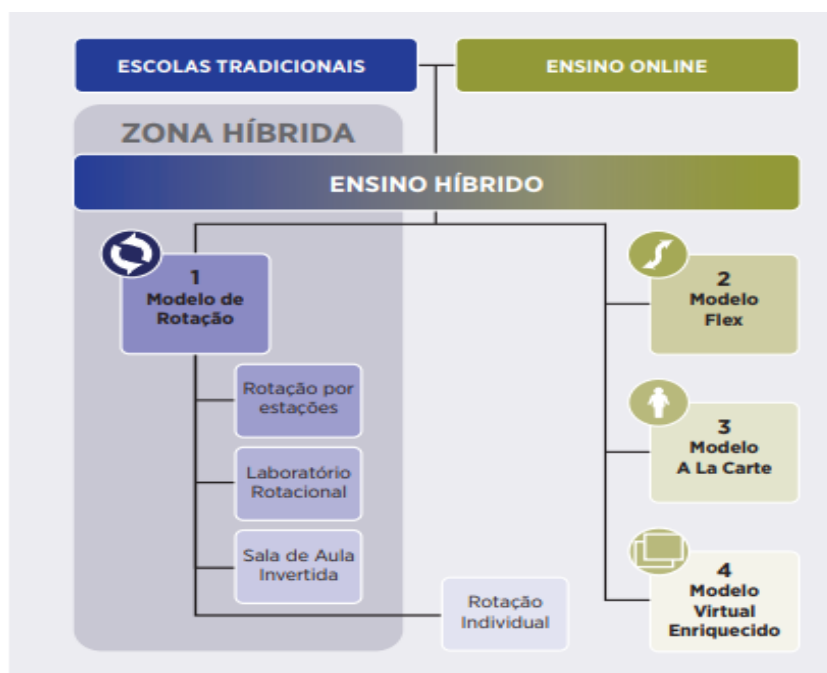 ESCOLAS TRADICIONAIS
ENSINO ONLINE
ZONA HÍBRIDA
ENSINO HÍBRIDO
1
Modelo de
Rotação
Rotação por
estações
Laboratório
Rotacional
Sala de Aula
Invertida
Rotação
Individual
2
Modelo
Flex
3
Modelo
A La Carte
4
Modelo
Virtual
Enriquecido